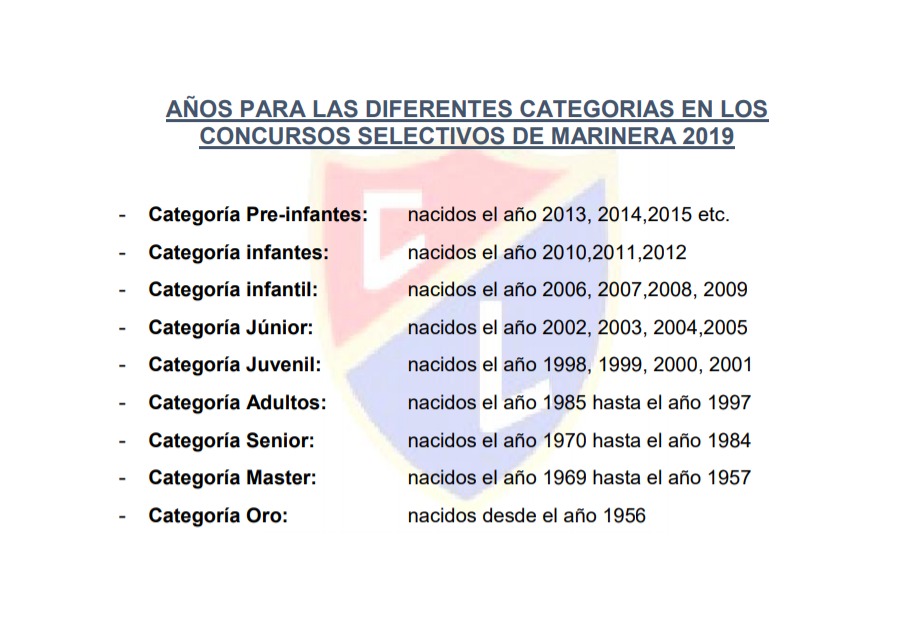 AÑOS PARA LAS DIFERENTES CATEGORIAS EN LOS
CONCURSOS SELECTIVOS DE MARINERA 2019
- Categoría Pre-infantes: nacidos el año 2013, 2014,2015 etc.
- Categoría infantes: nacidos el año 2010,2011,2012
- Categoría infantil: nacidos el año 2006, 2007,2008, 2009
- Categoría Júnior: nacidos el año 2002, 2003, 2004,2005
- Categoría Juvenil: nacidos el año 1998, 1999, 2000, 2001
- Categoría Adultos: nacidos el año 1985 hasta el año 1997
- Categoría Senior: nacidos el año 1970 hasta el año 1984
- Categoría Master: nacidos el año 1969 hasta el año 1957
- Categoría Oro: nacidos desde el año 1956
C
L